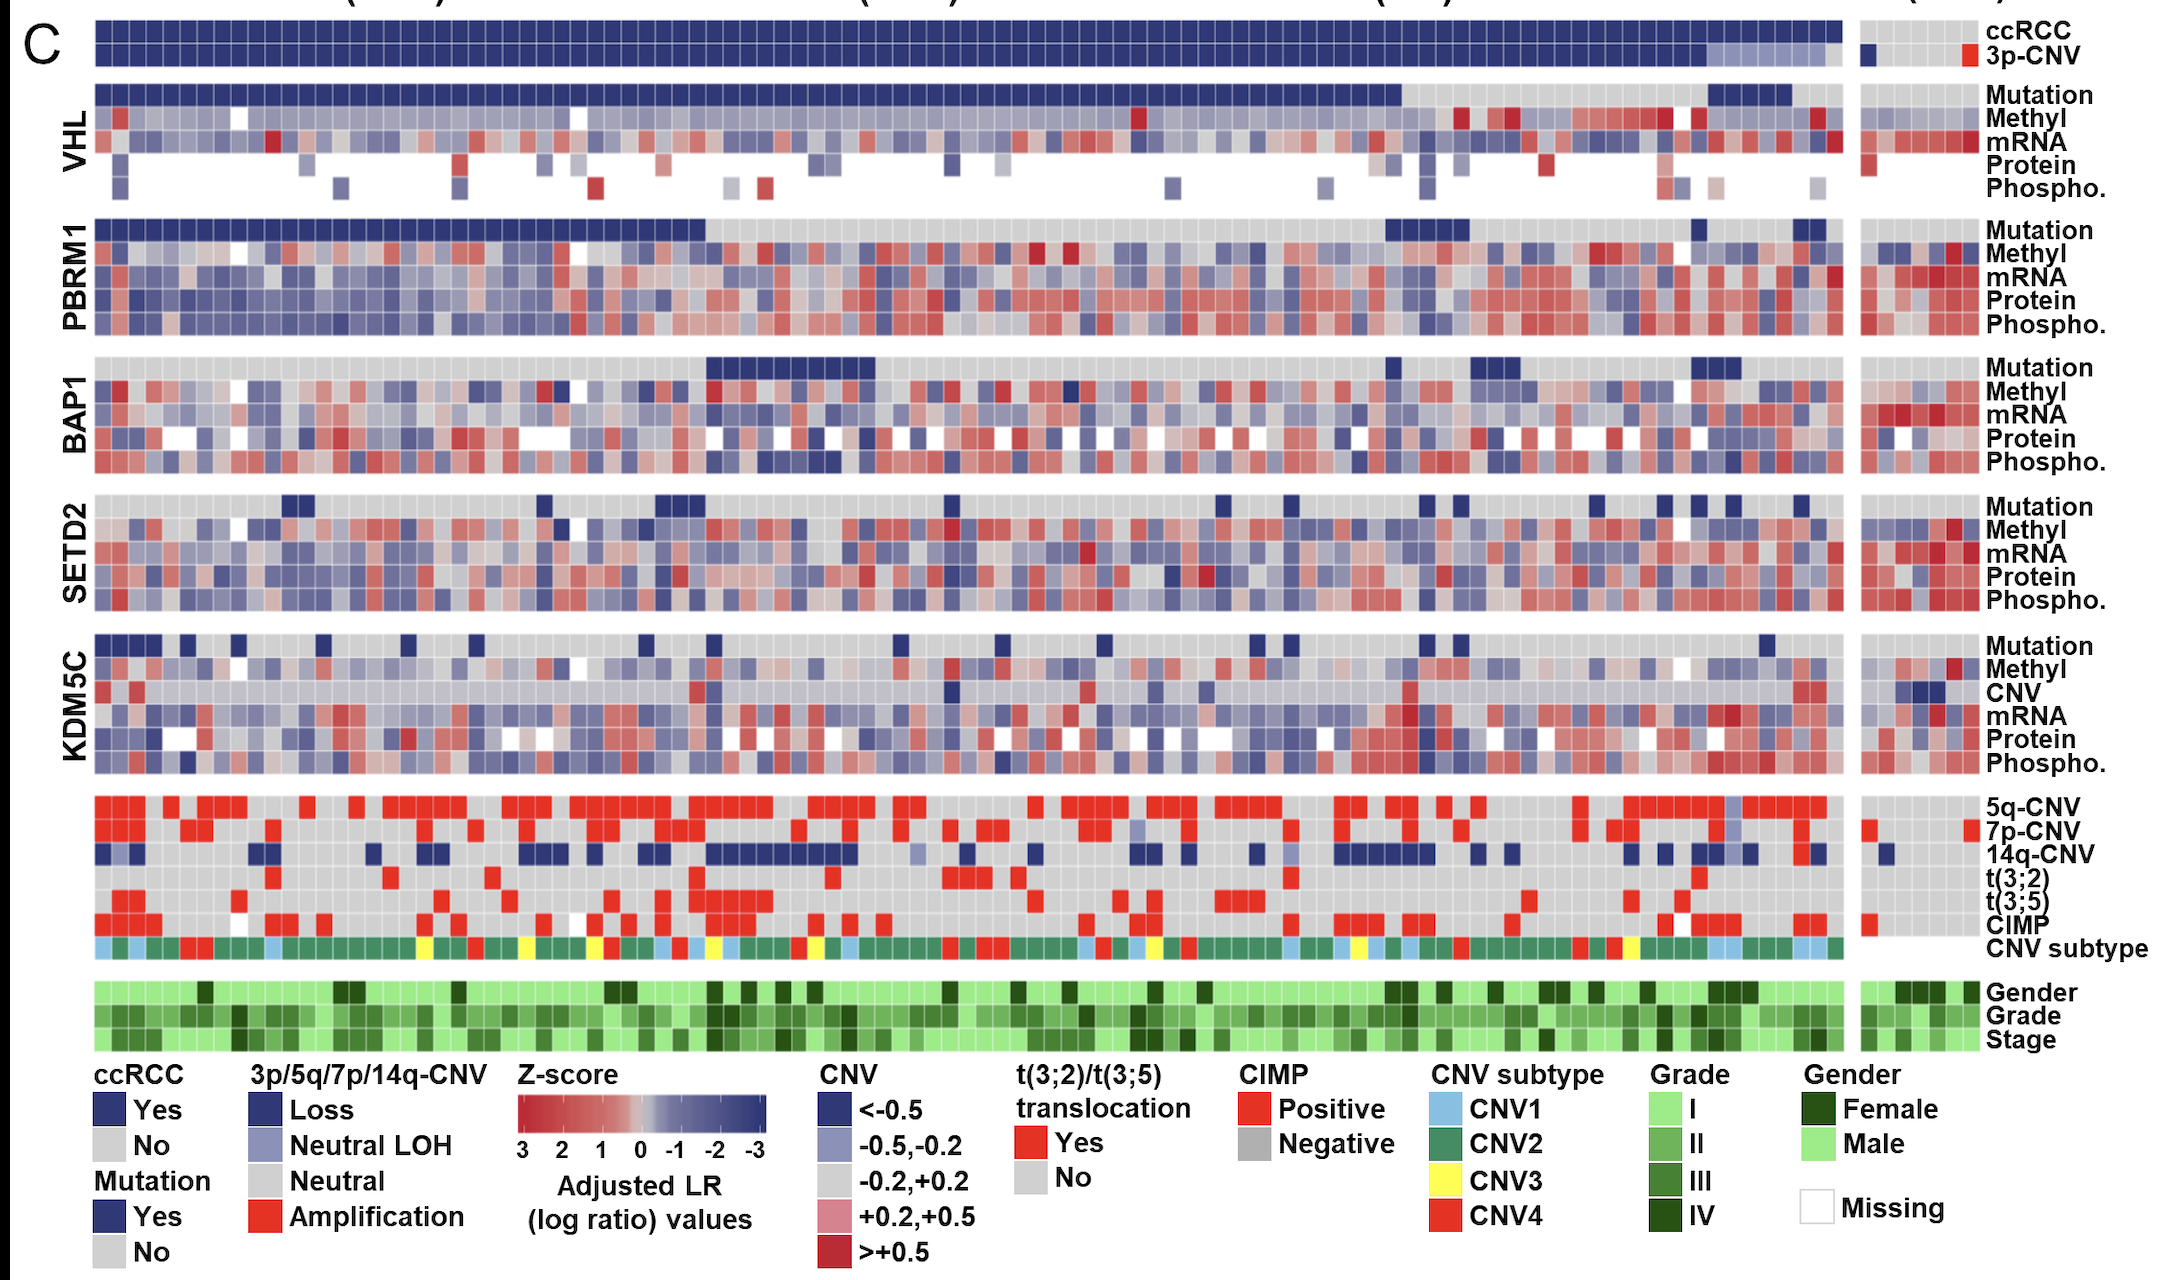 C
ccRCC
3p-CNV
VHL
Mutation
Methyl
mRNA
Protein
Phospho.
PBRM1
Mutation
Methyl
mRNA
Protein
Phospho.
BAP1
Mutation
Methyl
mRNA
Protein
Phospho.
SETD2
Mutation
Methyl
mRNA
Protein
Phospho.
KDM5C
Mutation
Methyl
CNV
mRNA
Protein
Phospho.
5q-CNV
7p-CNV
14q-CNV
t(3;2)
t(3;5)
CIMP
CNV subtype
Gender
Grade
Stage
ccRCC
Yes
No
Mutation
Yes
No
3p/5q/7p/14q-CNV
Loss
Neutral LOH
Neutral
Amplification
Z-score
3 2 1 0 -1 -2 -3
Adjusted LR
(log ratio) values
CNV
<-0.5
-0.5,-0.2
-0.2,+0.2
+0.2,+0.5
>+0.5
t(3;2)/t(3;5)
translocation
Yes
No
CIMP
Positive
Negative
CNV subtype
CNV1
CNV2
CNV3
CNV4
Grade
I
II
III
IV
Gender
Female
Male
Missing